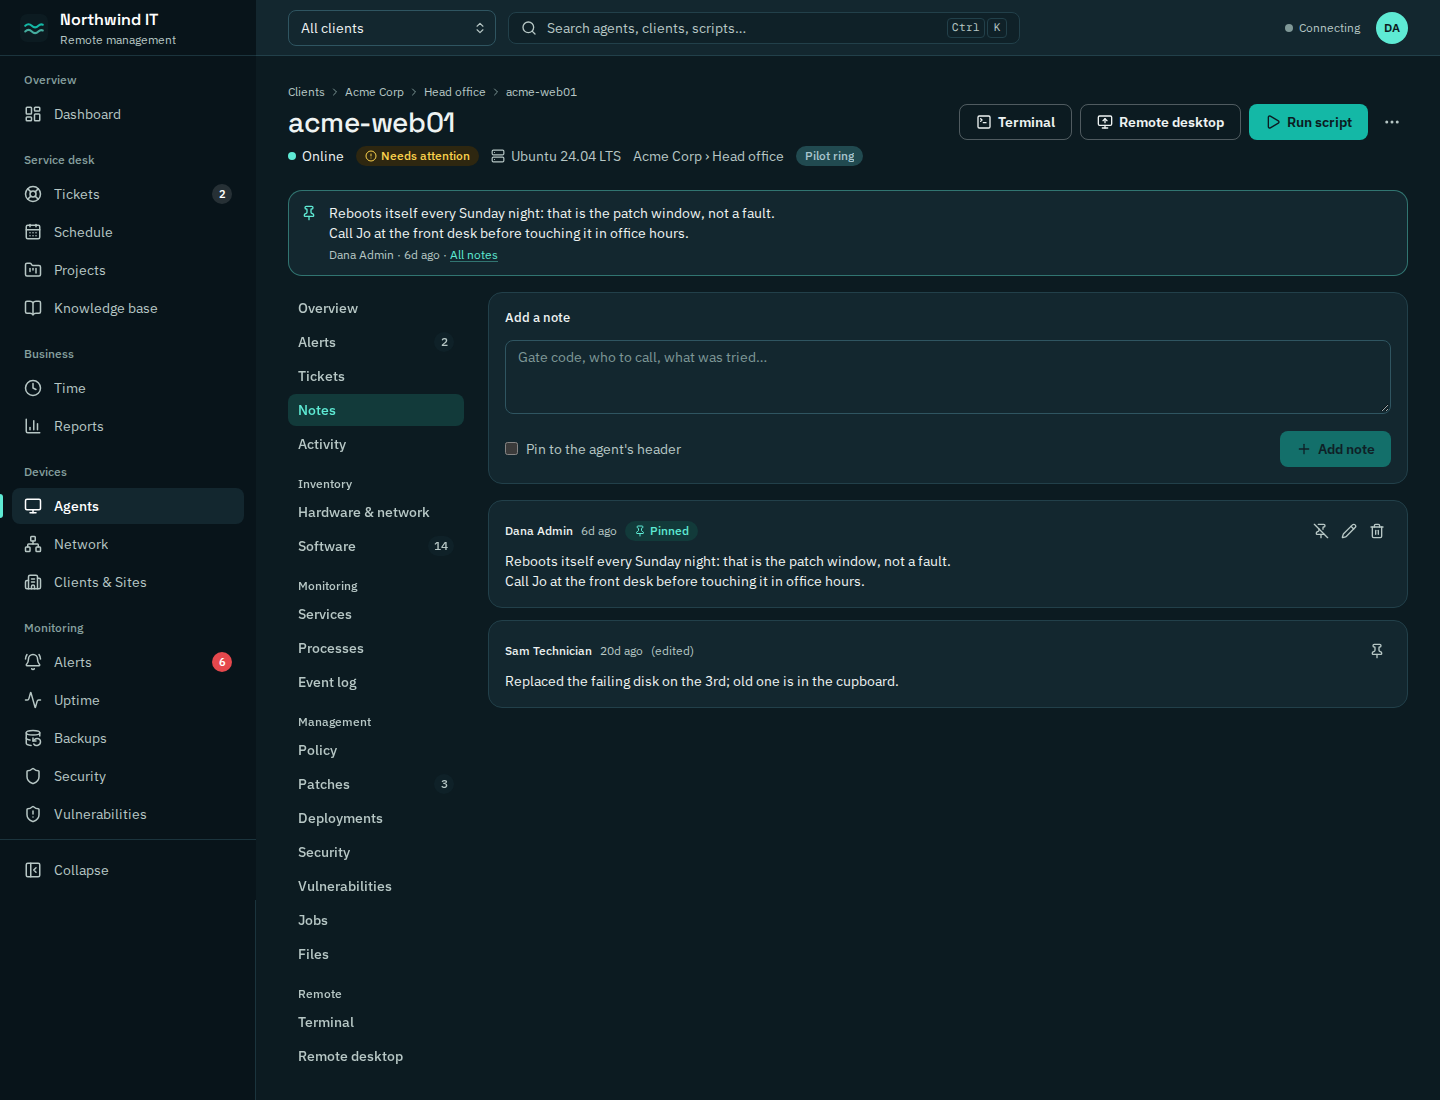 Northwind IT
Remote management
All clients
Search agents, clients, scripts...
Ctrl K
Connecting
DA
Overview
Dashboard
Service desk
Tickets 2
Schedule
Projects
Knowledge base
Business
Time
Reports
Devices
Agents
Network
Clients & Sites
Monitoring
Alerts 6
Uptime
Backups
Security
Vulnerabilities
Collapse
Clients > Acme Corp > Head office > acme-web01
acme-web01
Terminal
Remote desktop
Run script
Online
Needs attention
Ubuntu 24.04 LTS
Acme Corp › Head office
Pilot ring
Reboots itself every Sunday night: that is the patch window, not a fault.
Call Jo at the front desk before touching it in office hours.
Dana Admin · 6d ago · All notes
Overview
Alerts 2
Tickets
Notes
Activity
Inventory
Hardware & network
Software 14
Monitoring
Services
Processes
Event log
Management
Policy
Patches 3
Deployments
Security
Vulnerabilities
Jobs
Files
Remote
Terminal
Remote desktop
Add a note
Gate code, who to call, what was tried...
Pin to the agent's header
Add note
Dana Admin 6d ago Pinned
Reboots itself every Sunday night: that is the patch window, not a fault.
Call Jo at the front desk before touching it in office hours.
Sam Technician 20d ago (edited)
Replaced the failing disk on the 3rd; old one is in the cupboard.